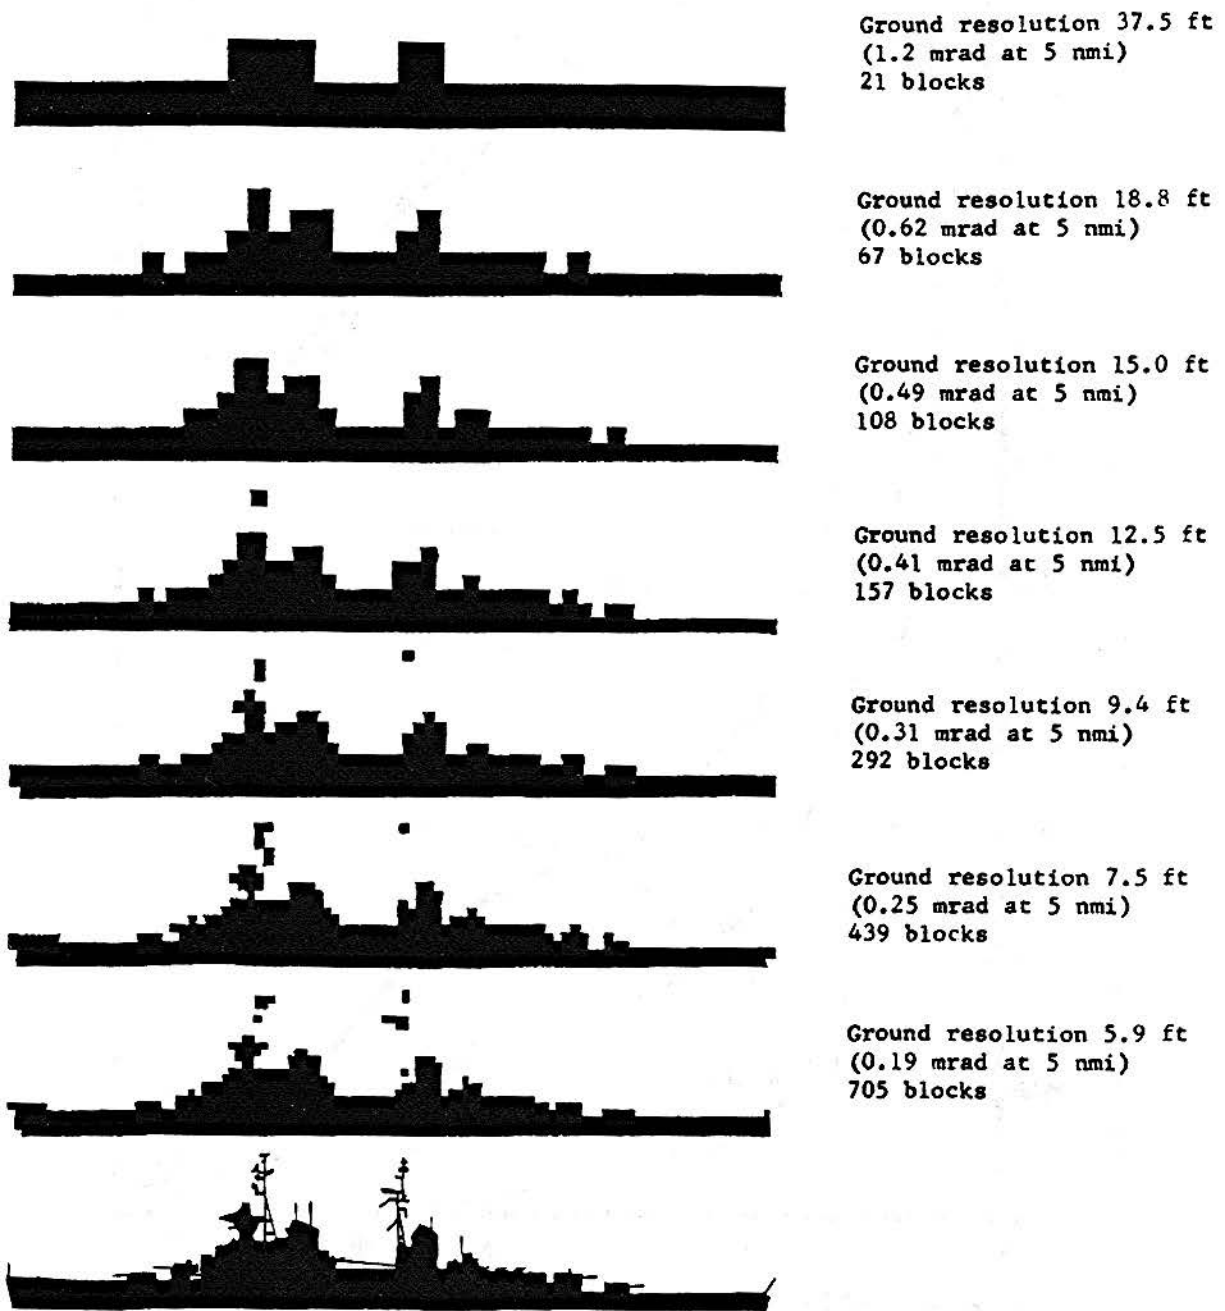 Ground resolution 37.5 ft
(1.2 mrad at 5 nmi)
21 blocks
Ground resolution 18.8 ft
(0.62 mrad at 5 nmi)
67 blocks
Ground resolution 15.0 ft
(0.49 mrad at 5 nmi)
108 blocks
Ground resolution 12.5 ft
(0.41 mrad at 5 nmi)
157 blocks
Ground resolution 9.4 ft
(0.31 mrad at 5 nmi)
292 blocks
Ground resolution 7.5 ft
(0.25 mrad at 5 nmi)
439 blocks
Ground resolution 5.9 ft
(0.19 mrad at 5 nmi)
705 blocks